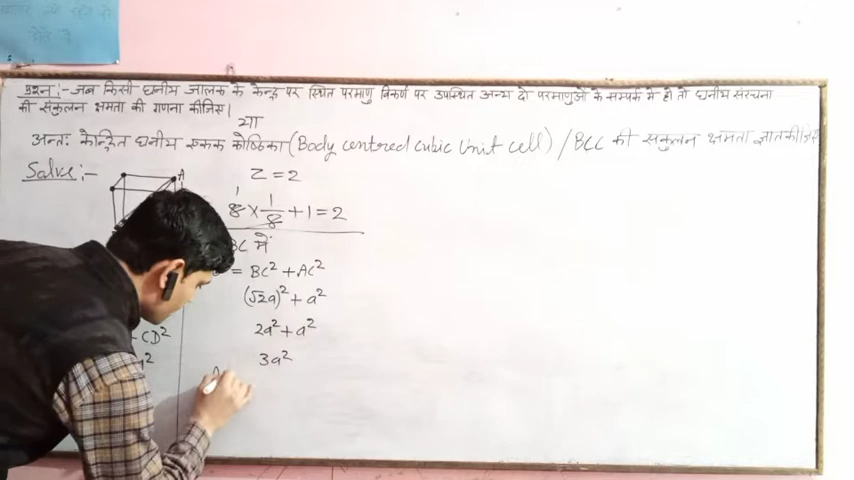 प्रश्न :- जब किसी घनीय जालक के केन्द्र पर स्थित परमाणु विकर्ण पर उपस्थित अन्य दो परमाणुओं के सम्पर्क मे हो तो घनीय संरचना
की संकुलन क्षमता की गणना कीजिए।
या
अन्तः केन्द्रित घनीय एकक कोष्ठिका (Body centered cubic Unit cell) / BCC की संकुलन क्षमता ज्ञात कीजिए
Solve :-
A
Z = 2
8 × 1/8 + 1 = 2
BC में
= BC² + AC²
(√2a)² + a²
2a² + a²
3a²
CD²